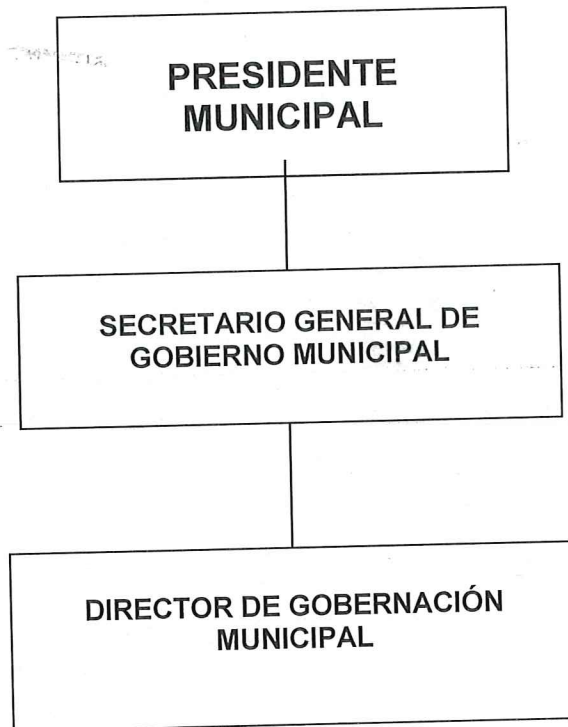 PRESIDENTE
MUNICIPAL
SECRETARIO GENERAL DE
GOBIERNO MUNICIPAL
DIRECTOR DE GOBERNACIÓN
MUNICIPAL